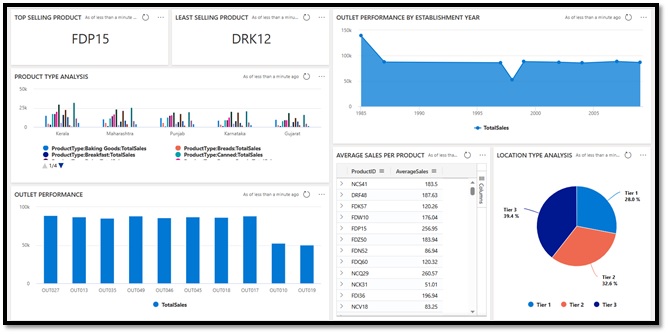 TOP SELLING PRODUCT
As of less than a minute ...
FDP15
LEAST SELLING PRODUCT
As of less than a minute ...
DRK12
PRODUCT TYPE ANALYSIS
As of less than a minute ago
50k
25k
0
Kerala
Maharashtra
Punjab
Karnataka
Gujarat
ProductType:Baking Goods:TotalSales
ProductType:Breads:TotalSales
ProductType:Breakfast:TotalSales
ProductType:Canned:TotalSales
1/4
OUTLET PERFORMANCE
As of less than a minute ago
100k
50k
0
OUT027
OUT013
OUT035
OUT049
OUT045
OUT046
OUT018
OUT017
OUT010
OUT019
TotalSales
OUTLET PERFORMANCE BY ESTABLISHMENT YEAR
As of less than a minute ago
150k
100k
50k
0
1985
1990
1995
2000
2005
TotalSales
AVERAGE SALES PER PRODUCT
As of less than a min...
ProductID AverageSales
NCS41 183.5
DRF48 187.63
FDK57 120.26
FDW10 176.04
FDP15 256.95
FDZ50 183.94
FDN52 86.94
FDQ60 120.32
NCQ29 260.57
NCK31 51.01
FDI36 196.94
NCV18 83.25
Columns
LOCATION TYPE ANALYSIS
As of less than a min...
Tier 1
28.0 %
Tier 3
39.4 %
Tier 2
32.6 %
Tier 1 Tier 2 Tier 3